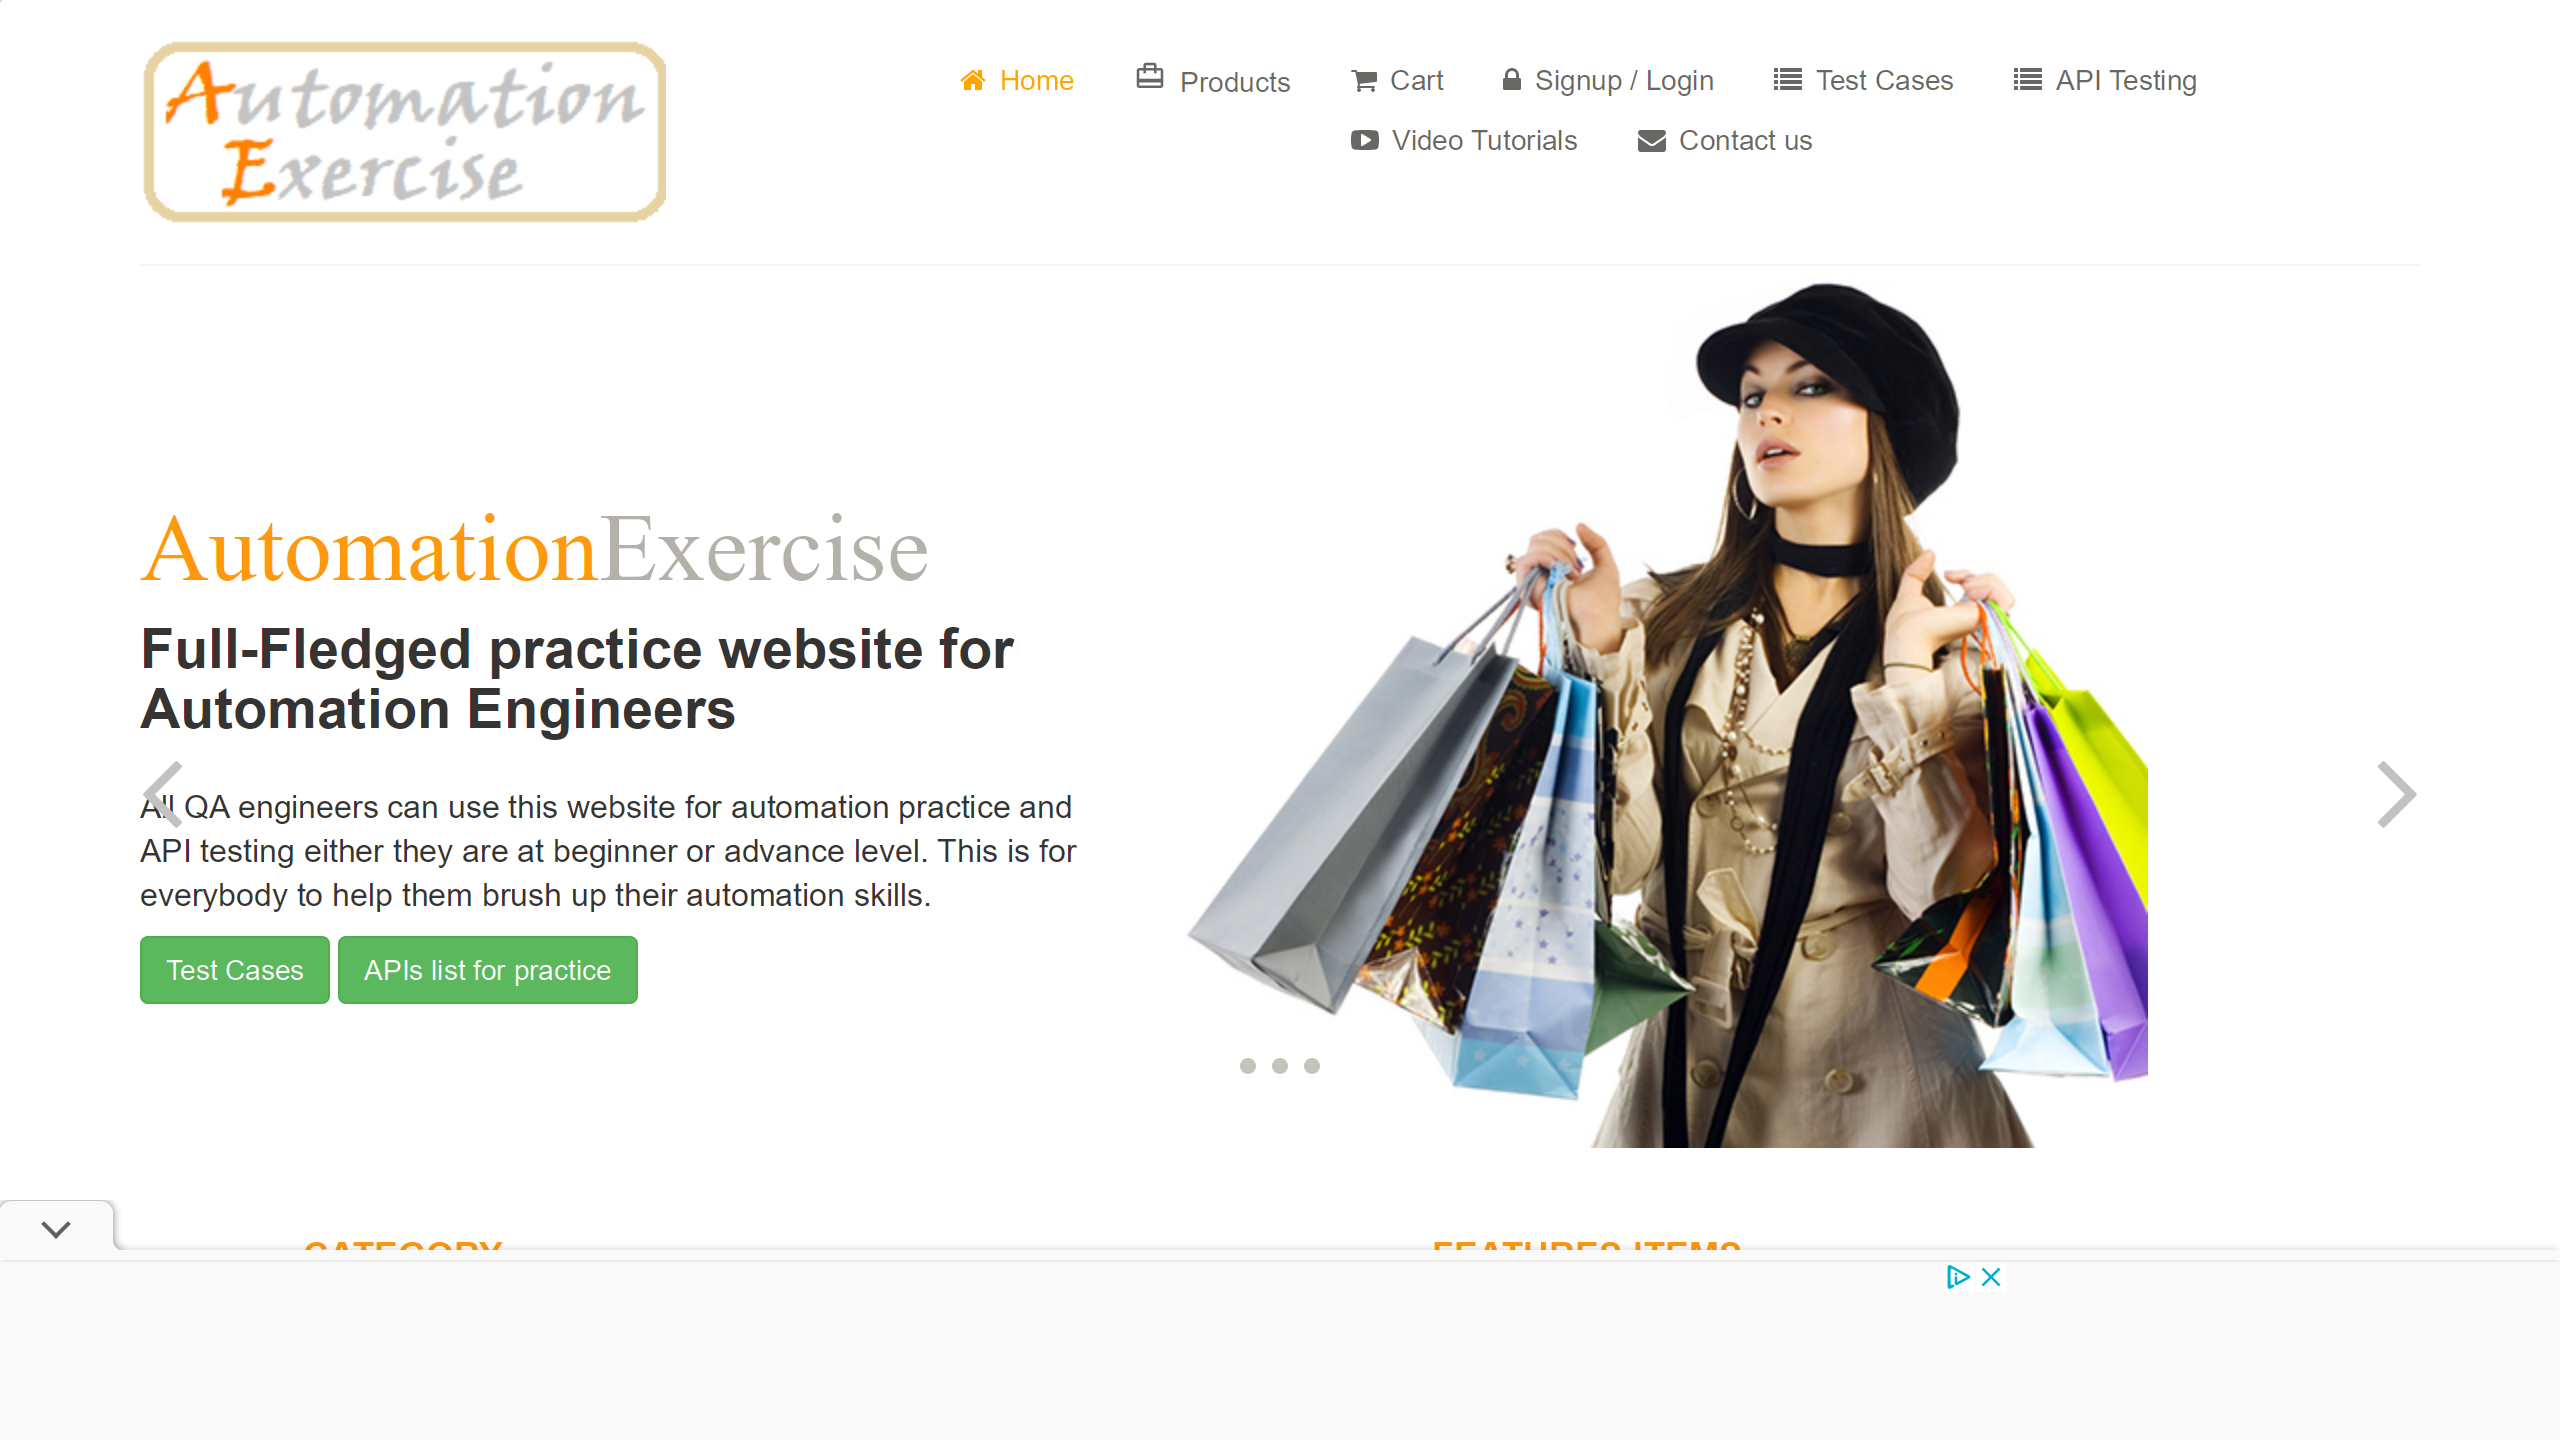 Automation
Exercise
Home Products Cart Signup / Login Test Cases API Testing
Video Tutorials Contact us
AutomationExercise
Full-Fledged practice website for
Automation Engineers
All QA engineers can use this website for automation practice and
API testing either they are at beginner or advance level. This is for
everybody to help them brush up their automation skills.
Test Cases APIs list for practice
CATEGORY FEATURES ITEMS